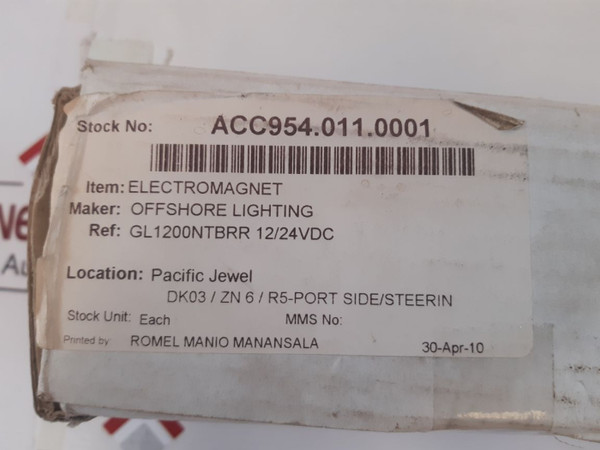 Stock No: ACC954.011.0001
Item: ELECTROMAGNET
Maker: OFFSHORE LIGHTING
Ref: GL1200NTBRR 12/24VDC
Location: Pacific Jewel
DK03 / ZN 6 / R5-PORT SIDE/STEERIN
Stock Unit: Each MMS No:
Printed by ROMEL MANIO MANANSALA 30-Apr-10